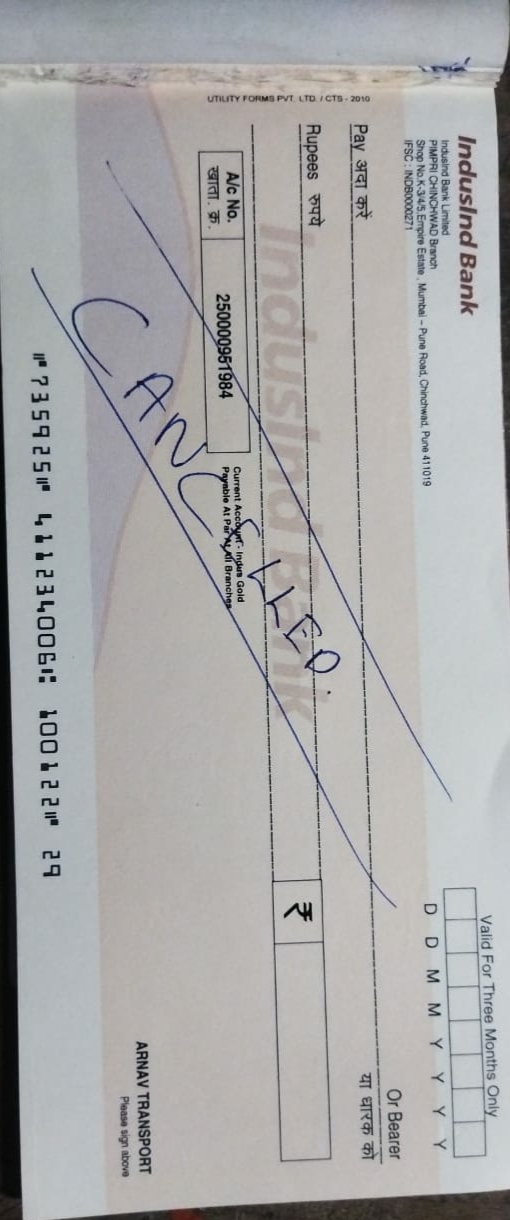 IndusInd Bank
IndusInd Bank Limited
PIMPRI CHINCHWAD Branch
Shop No.K-3/4/5,Empire Estate , Mumbai – Pune Road, Chinchwad, Pune 411019
IFSC : INDB0000271
Valid For Three Months Only
D D M M Y Y Y Y
Pay अदा करें
Or Bearer
या धारक को
Rupees रुपये
₹
IndusInd Bank
A/c No.
खाता. क्र.
250000951984
Current Account - Indus Gold
Payable At Par At All Branches
CANCELLED.
ARNAV TRANSPORT
Please sign above
UTILITY FORMS PVT. LTD. / CTS - 2010
⑈735925⑈ 411234006⑆ 100122⑈ 29